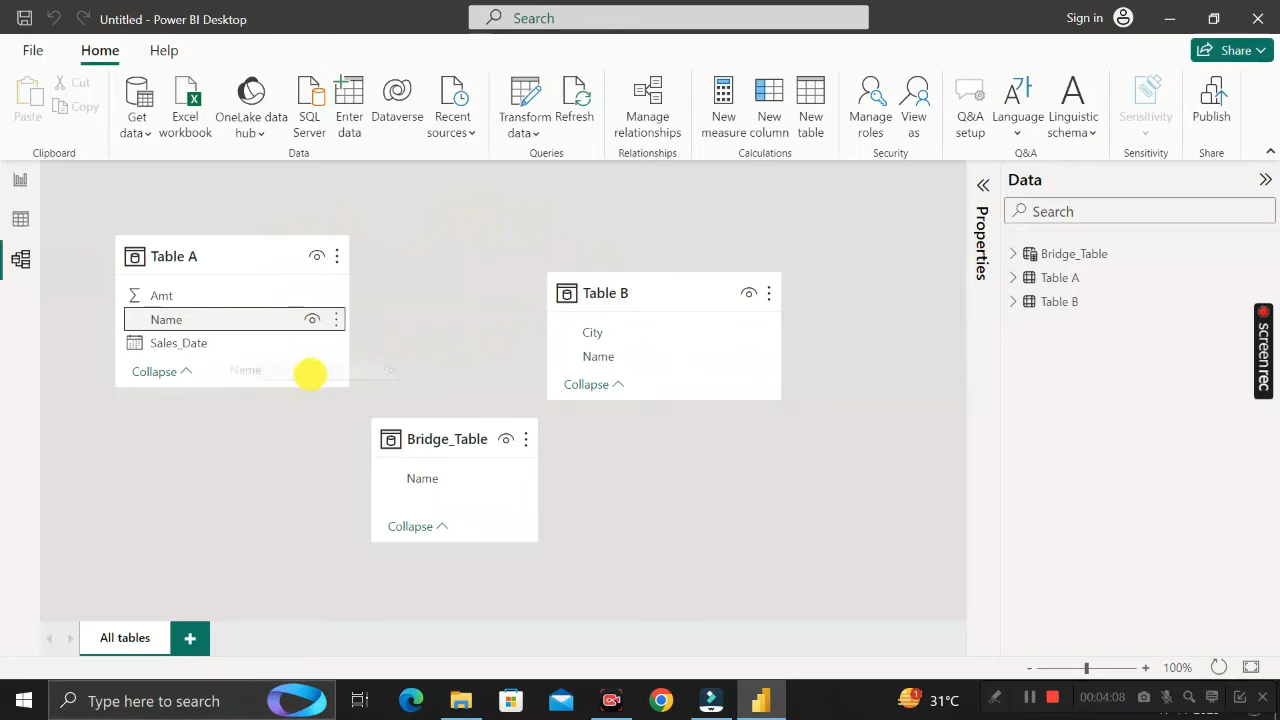 Untitled - Power BI Desktop
Search
Sign in
File
Home
Help
Share
Paste
Cut
Copy
Get data
Excel workbook
OneLake data hub
SQL Server
Enter data
Dataverse
Recent sources
Transform data
Refresh
Manage relationships
New measure
New column
New table
Manage roles
View as
Q&A setup
Language
Linguistic schema
Sensitivity
Publish
Clipboard
Data
Queries
Relationships
Calculations
Security
Q&A
Sensitivity
Share
Table A
Amt
Name
Sales_Date
Collapse
Name
Table B
City
Name
Collapse
Bridge_Table
Name
Collapse
Properties
Data
Search
Bridge_Table
Table A
Table B
screenrec
All tables
- + 100%
Type here to search
1
31°C
00:04:08